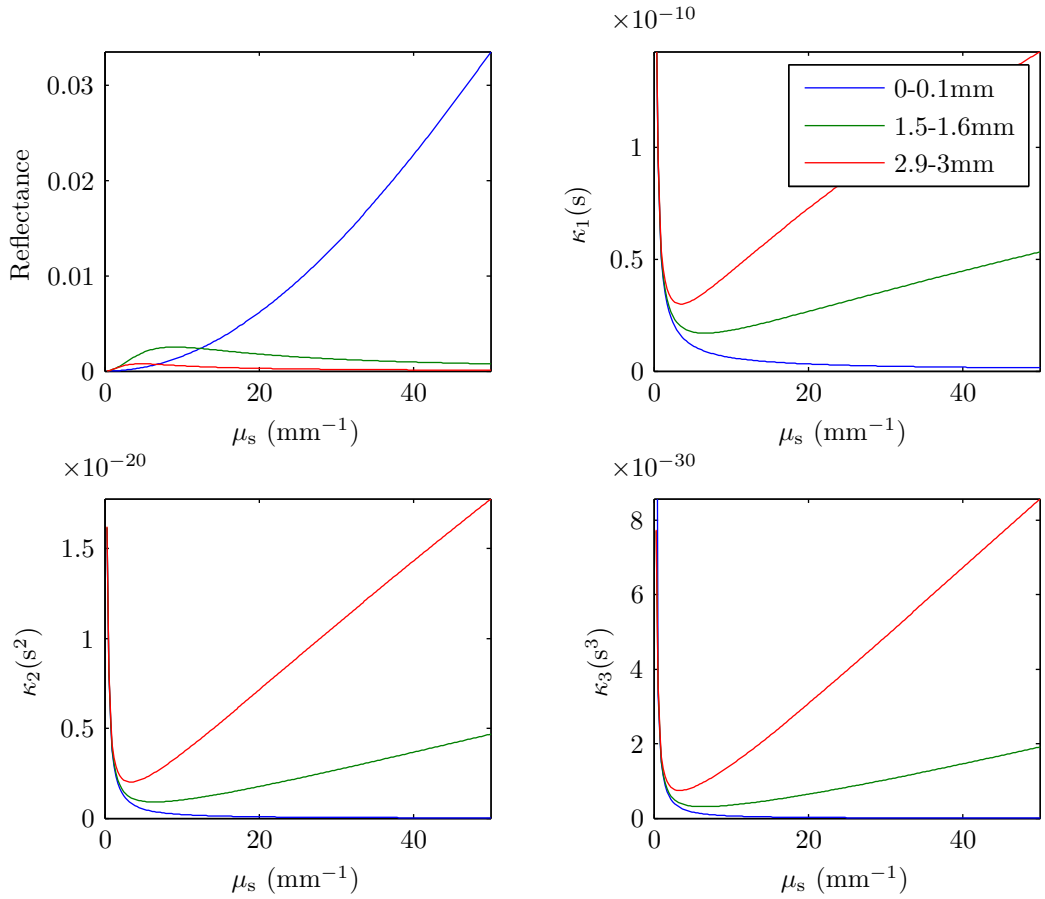 Reflectance
0.03
0.02
0.01
0
0 20 40
μs (mm⁻¹)
×10⁻¹⁰
κ₁(s)
1
0.5
0
0 20 40
μs (mm⁻¹)
0-0.1mm
1.5-1.6mm
2.9-3mm
×10⁻²⁰
κ₂(s²)
1.5
1
0.5
0
0 20 40
μs (mm⁻¹)
×10⁻³⁰
κ₃(s³)
8
6
4
2
0
0 20 40
μs (mm⁻¹)